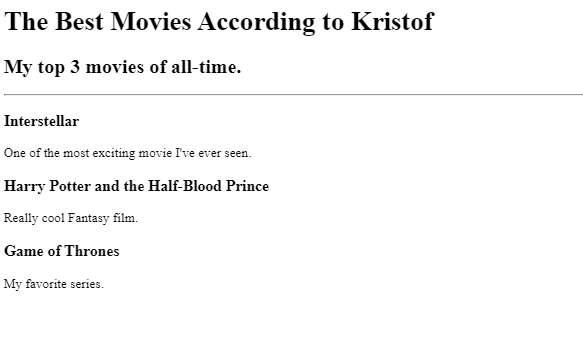 The Best Movies According to Kristof
My top 3 movies of all-time.
Interstellar
One of the most exciting movie I've ever seen.
Harry Potter and the Half-Blood Prince
Really cool Fantasy film.
Game of Thrones
My favorite series.